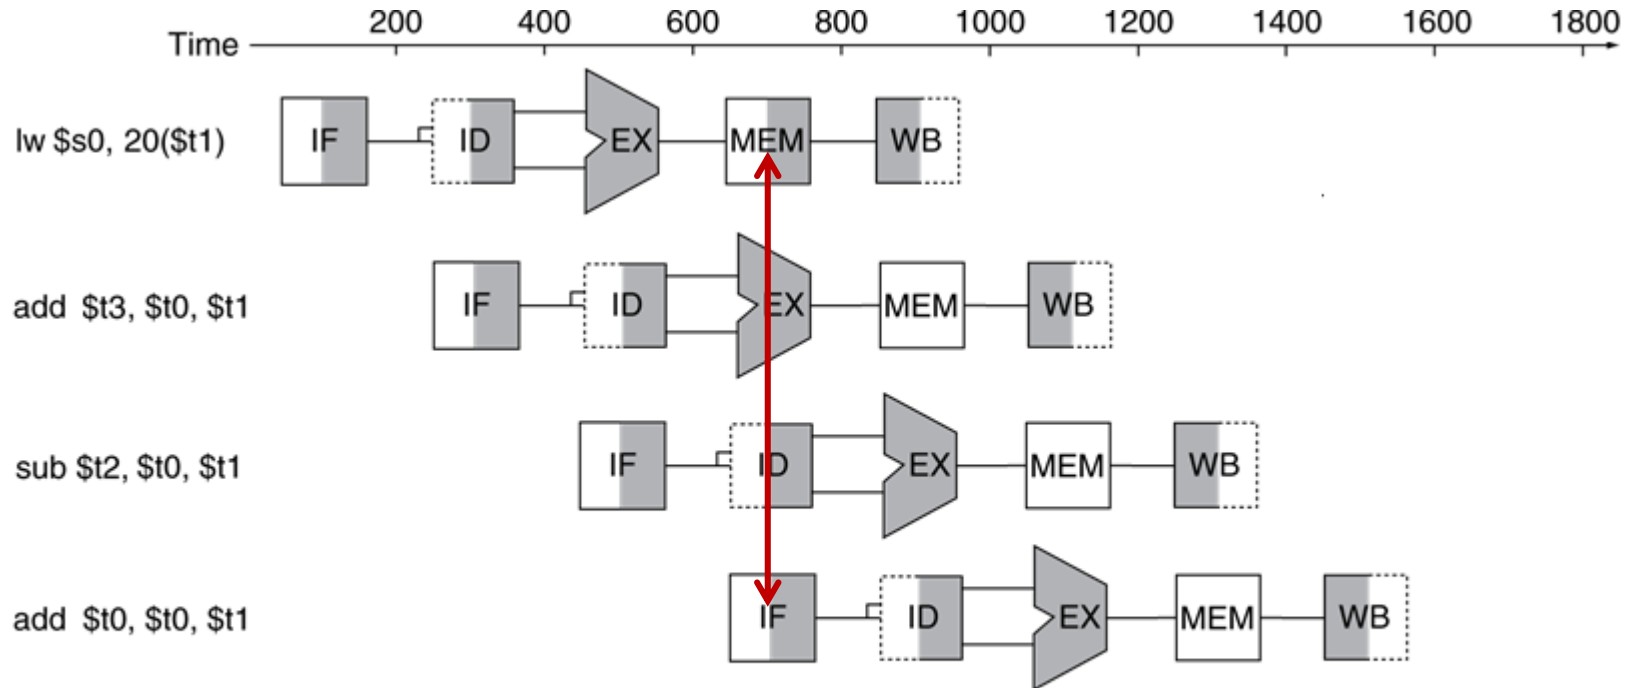 200 400 600 800 1000 1200 1400 1600 1800
Time
lw $s0, 20($t1) IF ID EX MEM WB
add $t3, $t0, $t1 IF ID EX MEM WB
sub $t2, $t0, $t1 IF ID EX MEM WB
add $t0, $t0, $t1 IF ID EX MEM WB